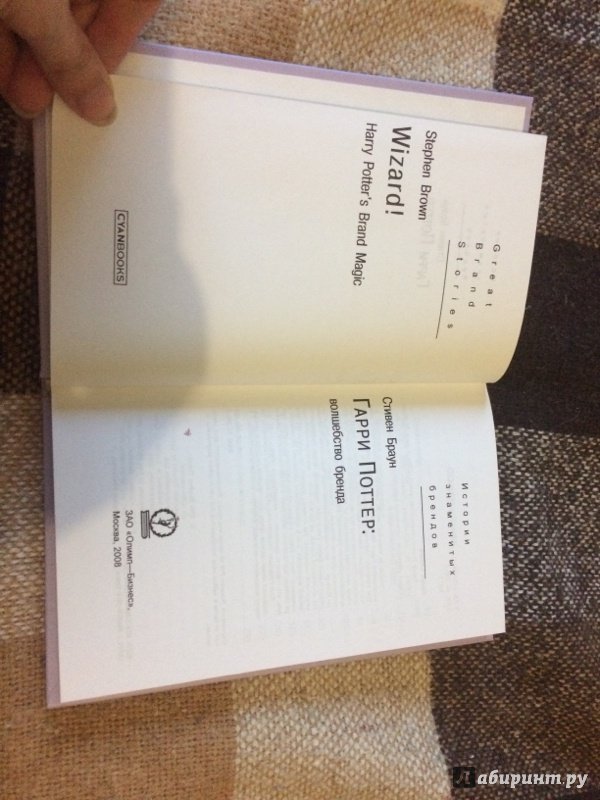 Great
Brand
Stories
Stephen Brown
Wizard!
Harry Potter's Brand Magic
CYANBOOKS
Истории
знаменитых
брендов
Стивен Браун
ГАРРИ ПОТТЕР:
волшебство бренда
ЗАО «Олимп—Бизнес»,
Москва, 2008
Лабиринт.ру